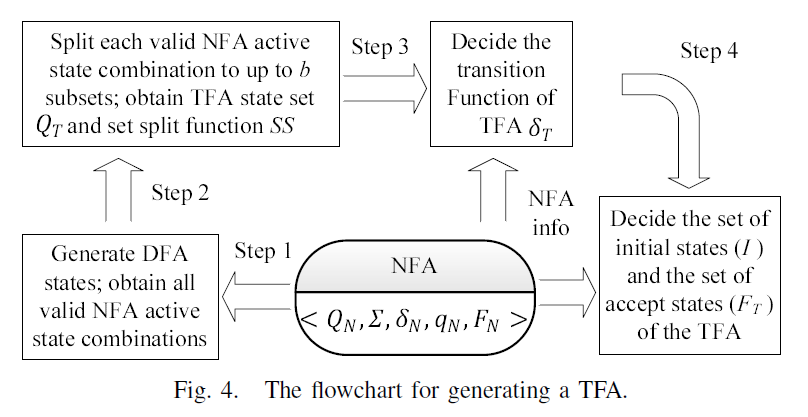 Split each valid NFA active
state combination to up to b
subsets; obtain TFA state set
Q_T and set split function SS
Step 3
Decide the
transition
Function of
TFA δ_T
Step 4
Step 2
NFA
info
Generate DFA
states; obtain all
valid NFA active
state combinations
Step 1
NFA
< Q_N, Σ, δ_N, q_N, F_N >
Decide the set of
initial states (I )
and the set of
accept states (F_T )
of the TFA
Fig. 4. The flowchart for generating a TFA.